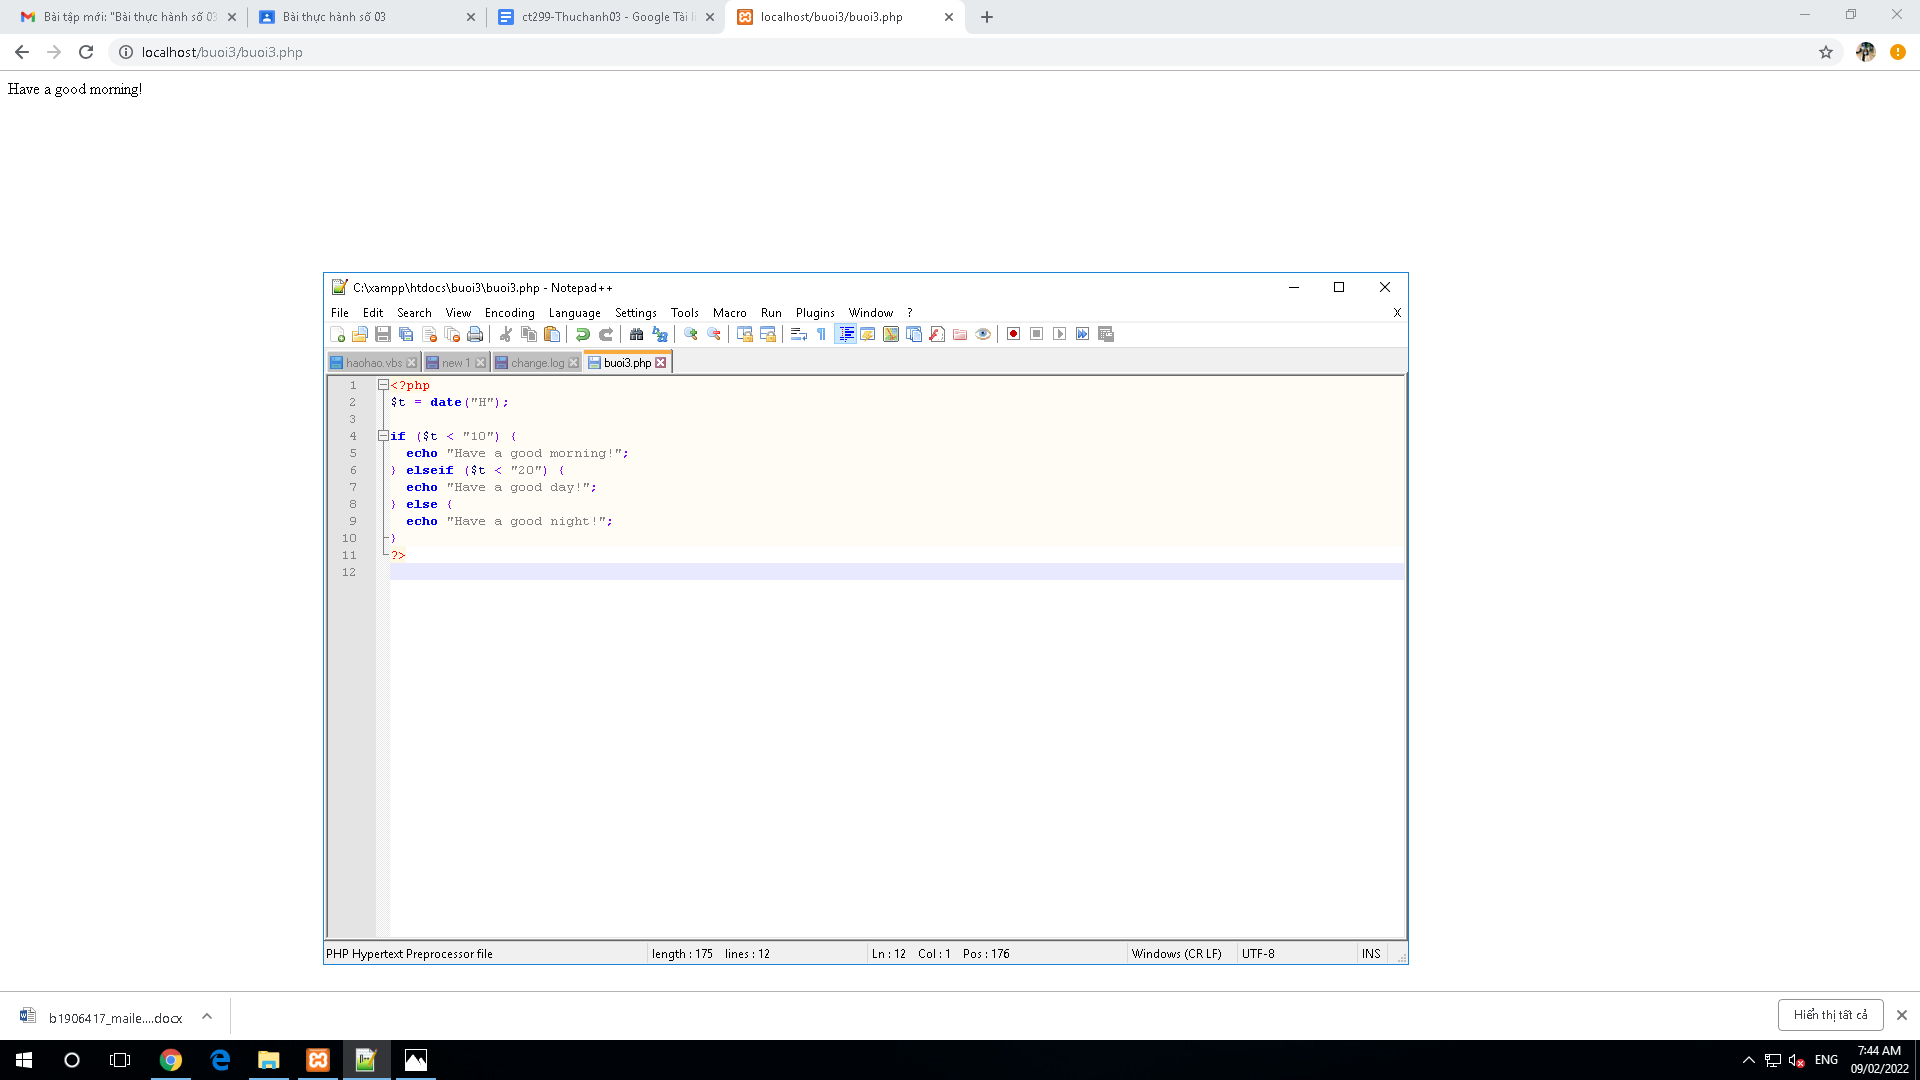 Bài tập mới: "Bài thực hành số 03
Bài thực hành số 03
ct299-Thuchanh03 - Google Tài li
localhost/buoi3/buoi3.php
localhost/buoi3/buoi3.php
Have a good morning!
C:\xampp\htdocs\buoi3\buoi3.php - Notepad++
File Edit Search View Encoding Language Settings Tools Macro Run Plugins Window ? X
haohao.vbs new 1 change.log buoi3.php
1 <?php
2 $t = date("H");
3
4 if ($t < "10") {
5 echo "Have a good morning!";
6 } elseif ($t < "20") {
7 echo "Have a good day!";
8 } else {
9 echo "Have a good night!";
10 }
11 ?>
12
PHP Hypertext Preprocessor file length : 175 lines : 12 Ln : 12 Col : 1 Pos : 176 Windows (CR LF) UTF-8 INS
b1906417_maile....docx
Hiển thị tất cả
ENG
7:44 AM
09/02/2022